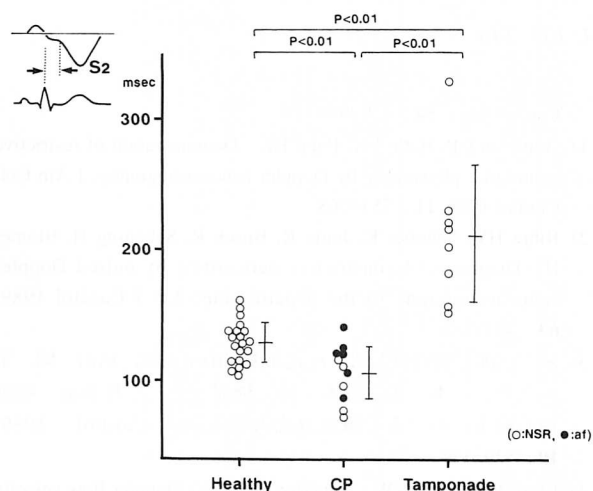 P<0.01
P<0.01
P<0.01
S2
msec
300
200
100
(○:NSR, ●:af)
Healthy
CP
Tamponade